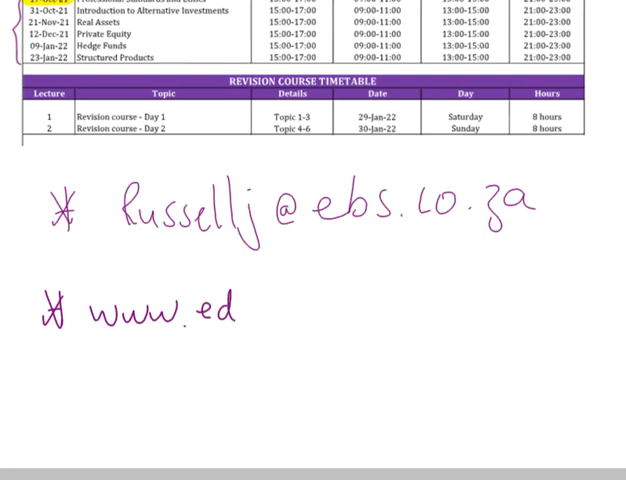 31-Oct-21 Introduction to Alternative Investments 15:00-17:00 09:00-11:00 13:00-15:00 21:00-23:00
21-Nov-21 Real Assets 15:00-17:00 09:00-11:00 13:00-15:00 21:00-23:00
12-Dec-21 Private Equity 15:00-17:00 09:00-11:00 13:00-15:00 21:00-23:00
09-Jan-22 Hedge Funds 15:00-17:00 09:00-11:00 13:00-15:00 21:00-23:00
23-Jan-22 Structured Products 15:00-17:00 09:00-11:00 13:00-15:00 21:00-23:00
REVISION COURSE TIMETABLE
Lecture Topic Details Date Day Hours
1 Revision course - Day 1 Topic 1-3 29-Jan-22 Saturday 8 hours
2 Revision course - Day 2 Topic 4-6 30-Jan-22 Sunday 8 hours
* Russellj@ebs.co.za
* www.ed